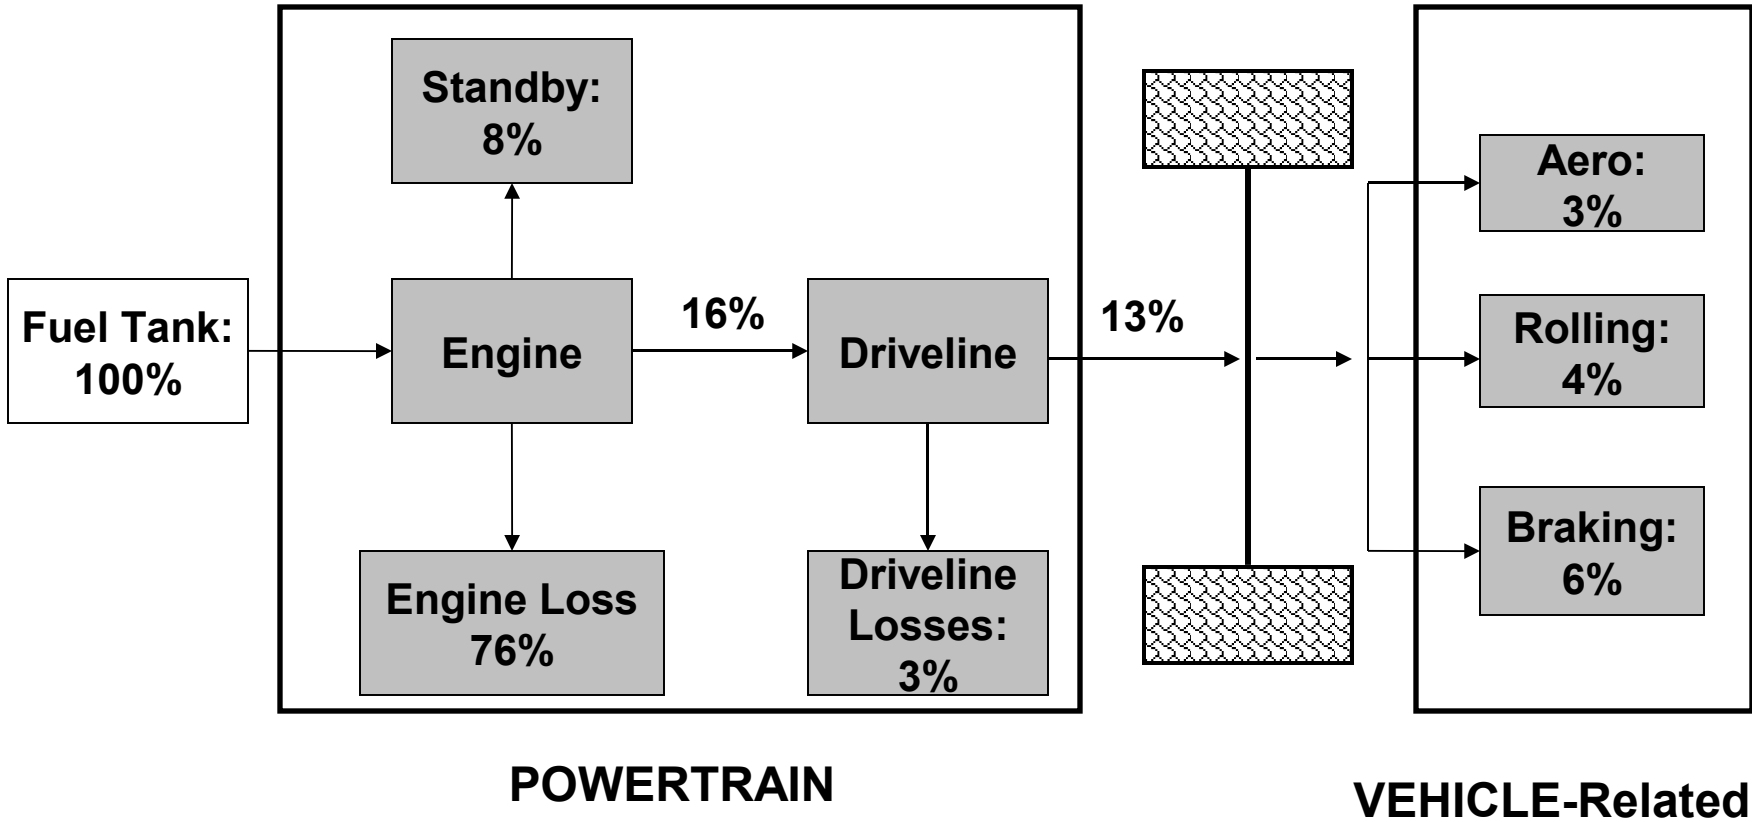 Standby:
8%
Fuel Tank:
100%
Engine
16%
Driveline
13%
Engine Loss
76%
Driveline
Losses:
3%
Aero:
3%
Rolling:
4%
Braking:
6%
POWERTRAIN
VEHICLE-Related